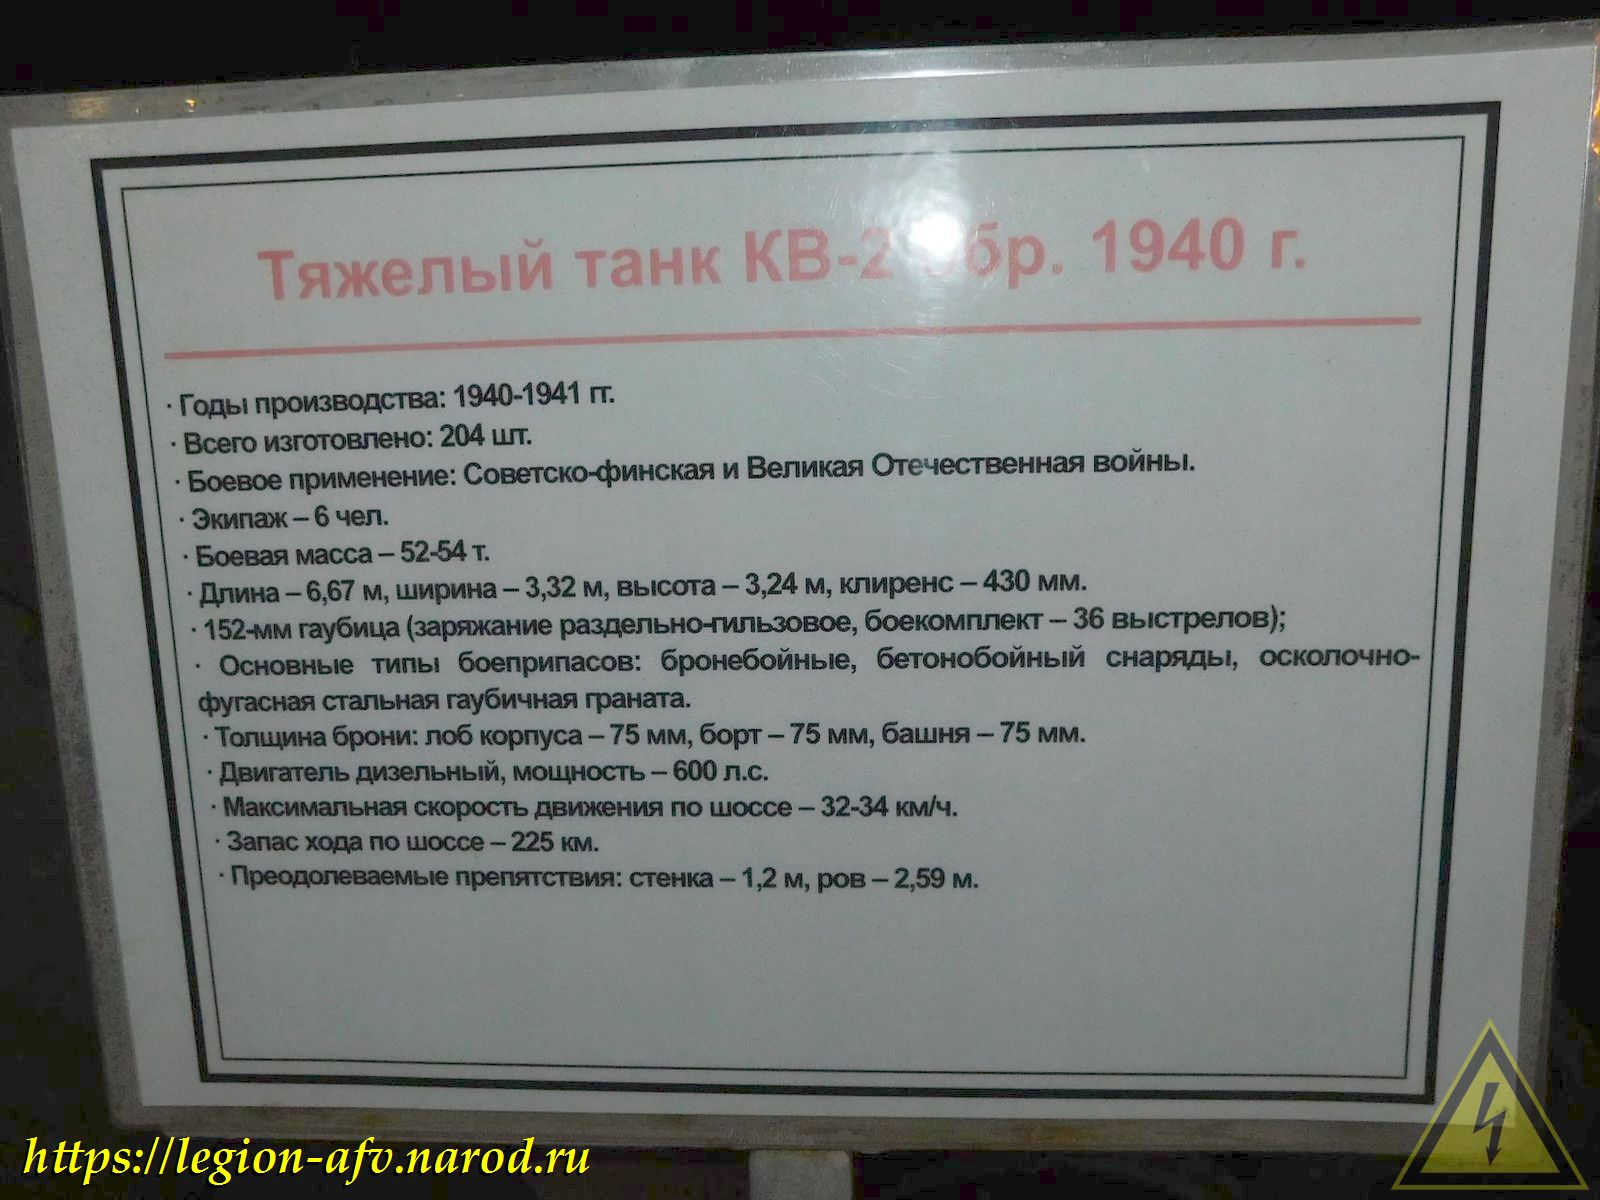 Тяжелый танк КВ-2 обр. 1940 г.
· Годы производства: 1940-1941 гг.
· Всего изготовлено: 204 шт.
· Боевое применение: Советско-финская и Великая Отечественная войны.
· Экипаж – 6 чел.
· Боевая масса – 52-54 т.
· Длина – 6,67 м, ширина – 3,32 м, высота – 3,24 м, клиренс – 430 мм.
· 152-мм гаубица (заряжание раздельно-гильзовое, боекомплект – 36 выстрелов);
· Основные типы боеприпасов: бронебойные, бетонобойный снаряды, осколочно-
фугасная стальная гаубичная граната.
· Толщина брони: лоб корпуса – 75 мм, борт – 75 мм, башня – 75 мм.
· Двигатель дизельный, мощность – 600 л.с.
· Максимальная скорость движения по шоссе – 32-34 км/ч.
· Запас хода по шоссе – 225 км.
· Преодолеваемые препятствия: стенка – 1,2 м, ров – 2,59 м.
https://legion-afv.narod.ru